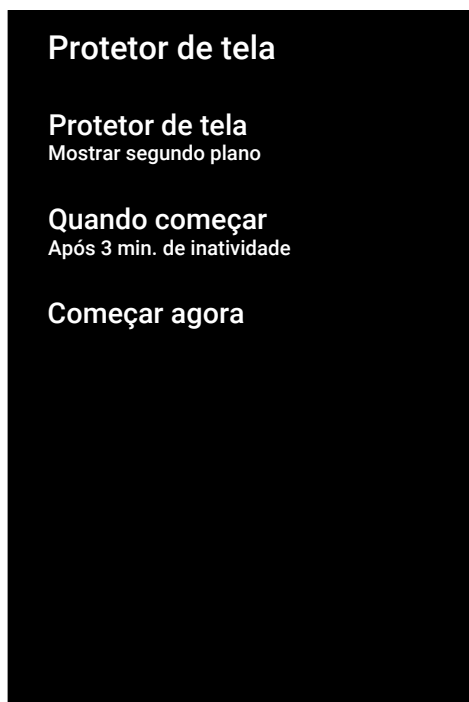 Protetor de tela
Protetor de tela
Mostrar segundo plano
Quando começar
Após 3 min. de inatividade
Começar agora